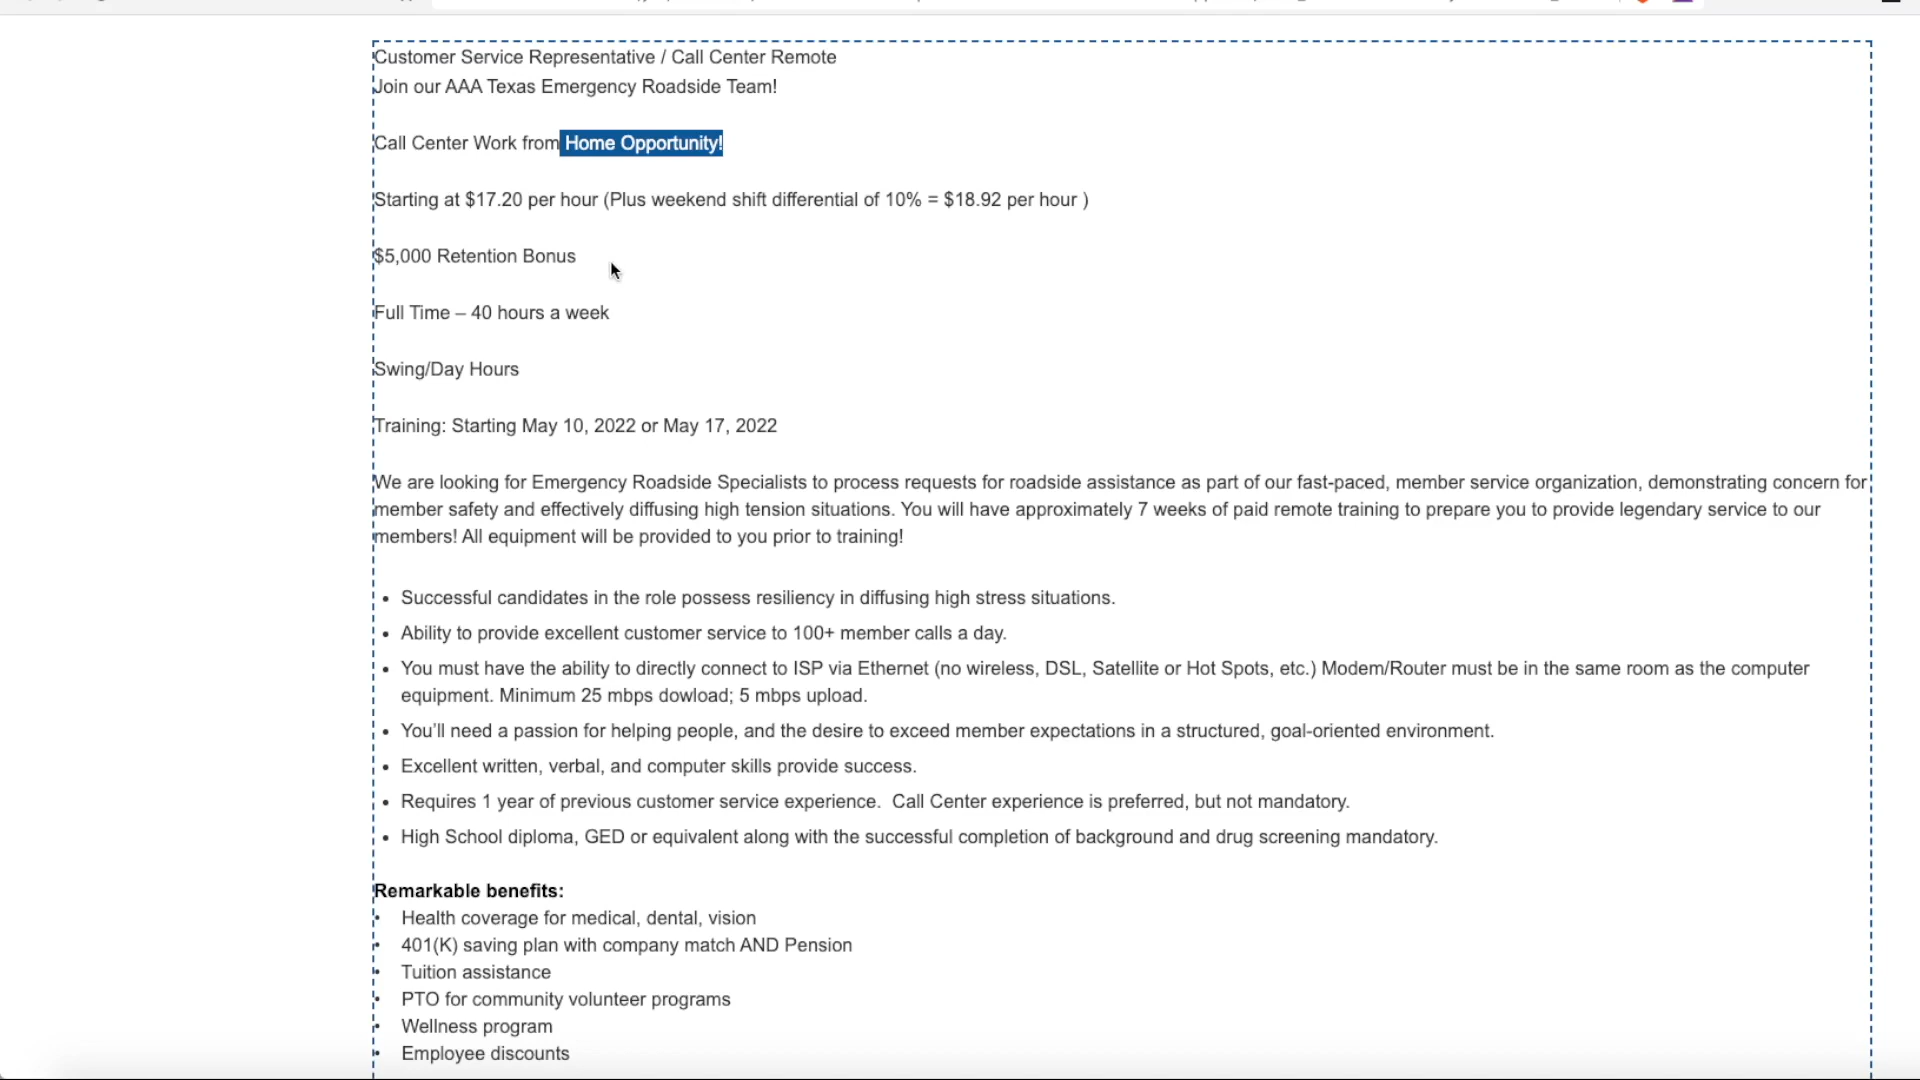 Customer Service Representative / Call Center Remote
Join our AAA Texas Emergency Roadside Team!
Call Center Work from Home Opportunity!
Starting at $17.20 per hour (Plus weekend shift differential of 10% = $18.92 per hour )
$5,000 Retention Bonus
Full Time – 40 hours a week
Swing/Day Hours
Training: Starting May 10, 2022 or May 17, 2022
We are looking for Emergency Roadside Specialists to process requests for roadside assistance as part of our fast-paced, member service organization, demonstrating concern for
member safety and effectively diffusing high tension situations. You will have approximately 7 weeks of paid remote training to prepare you to provide legendary service to our
members! All equipment will be provided to you prior to training!
• Successful candidates in the role possess resiliency in diffusing high stress situations.
• Ability to provide excellent customer service to 100+ member calls a day.
• You must have the ability to directly connect to ISP via Ethernet (no wireless, DSL, Satellite or Hot Spots, etc.) Modem/Router must be in the same room as the computer
equipment. Minimum 25 mbps dowload; 5 mbps upload.
• You’ll need a passion for helping people, and the desire to exceed member expectations in a structured, goal-oriented environment.
• Excellent written, verbal, and computer skills provide success.
• Requires 1 year of previous customer service experience.  Call Center experience is preferred, but not mandatory.
• High School diploma, GED or equivalent along with the successful completion of background and drug screening mandatory.
Remarkable benefits:
• Health coverage for medical, dental, vision
• 401(K) saving plan with company match AND Pension
• Tuition assistance
• PTO for community volunteer programs
• Wellness program
• Employee discounts